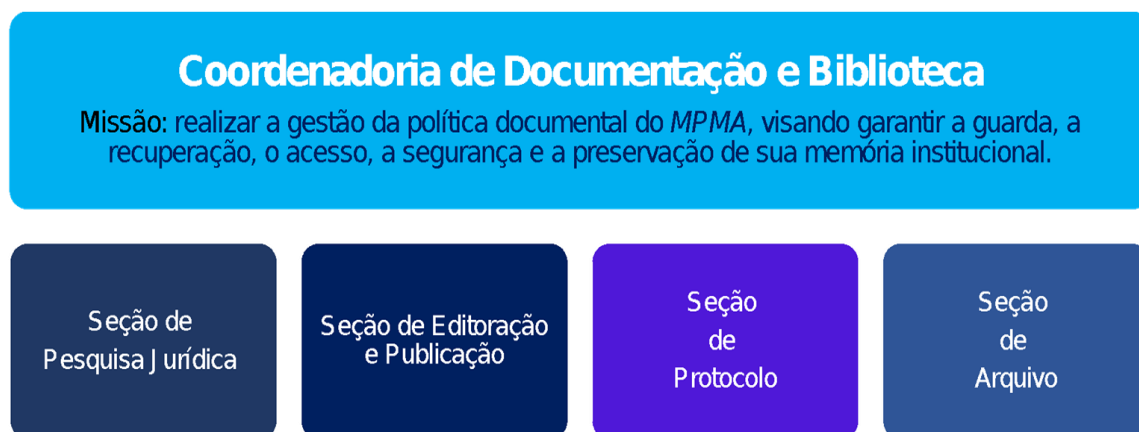 Coordenadoria de Documentação e Biblioteca
Missão: realizar a gestão da política documental do MPMA, visando garantir a guarda, a
recuperação, o acesso, a segurança e a preservação de sua memória institucional.
Seção de
Pesquisa Jurídica
Seção de Editoração
e Publicação
Seção
de
Protocolo
Seção
de
Arquivo